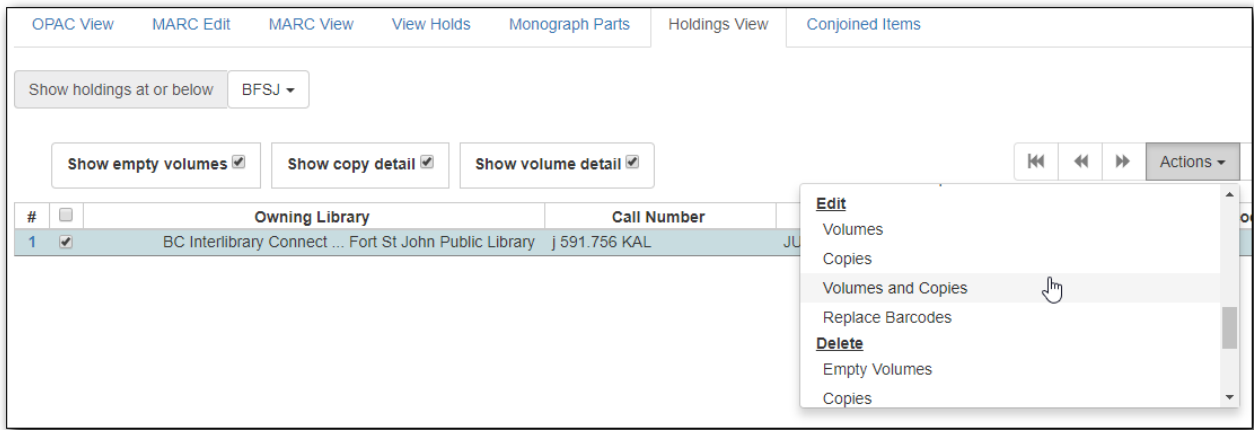 OPAC View MARC Edit MARC View View Holds Monograph Parts Holdings View Conjoined Items
Show holdings at or below BFSJ
Show empty volumes Show copy detail Show volume detail Actions
# Owning Library Call Number
1 BC Interlibrary Connect ... Fort St John Public Library j 591.756 KAL JU
Edit
Volumes
Copies
Volumes and Copies
Replace Barcodes
Delete
Empty Volumes
Copies